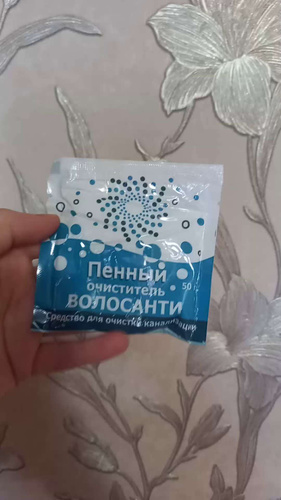 Пенный
очиститель 50 г
ВОЛОСАНТИ
Средство для очистки канализации